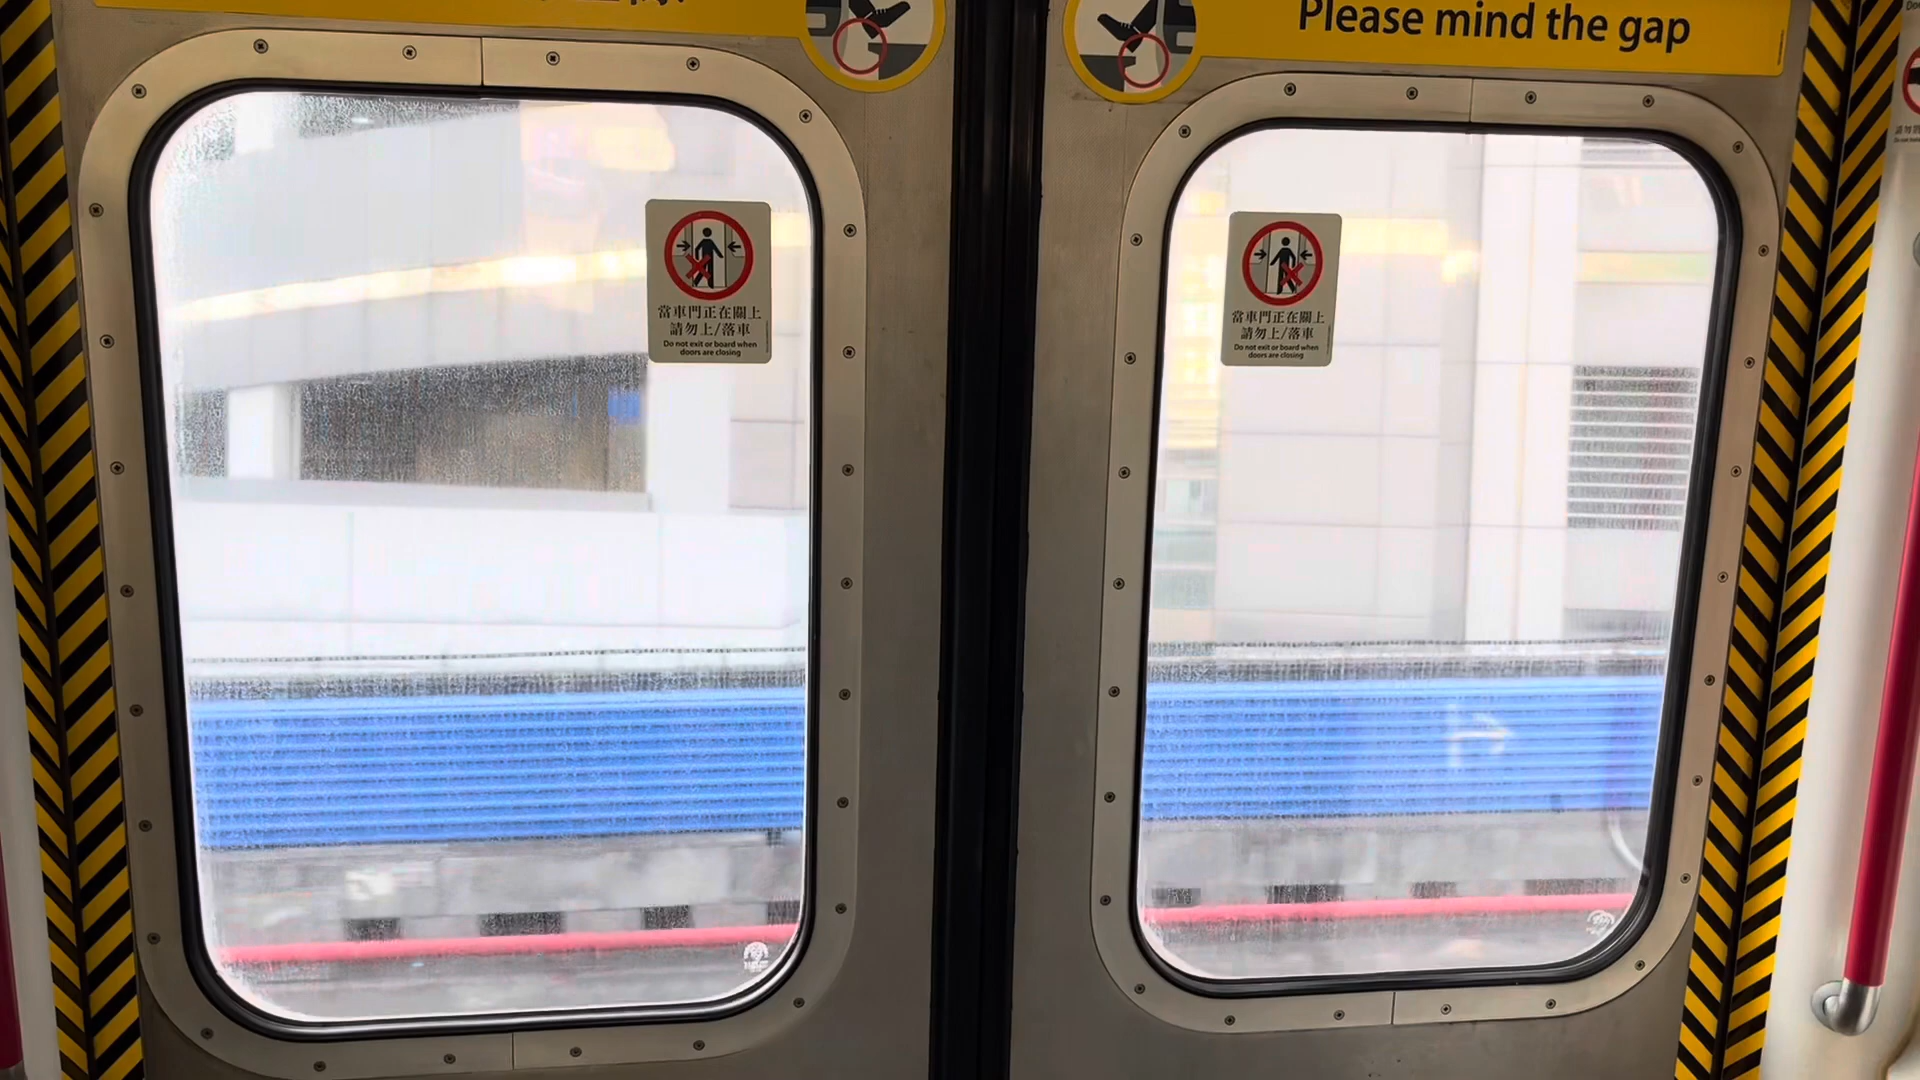 Please mind the gap
當車門正在關上
請勿上/落車
Do not exit or board when
doors are closing
當車門正在關上
請勿上/落車
Do not exit or board when
doors are closing